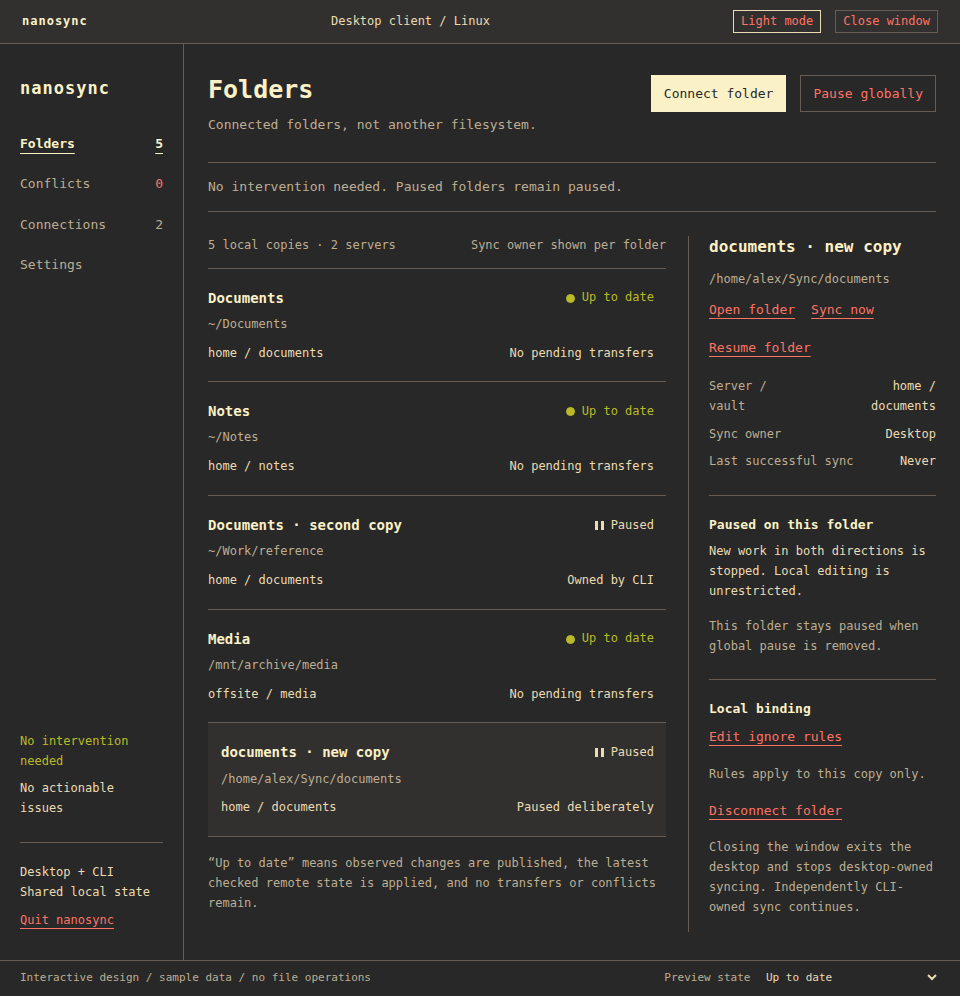 nanosync
Desktop client / Linux
Light mode
Close window
nanosync
Folders 5
Conflicts 0
Connections 2
Settings
No intervention
needed
No actionable
issues
Desktop + CLI
Shared local state
Quit nanosync
Folders
Connected folders, not another filesystem.
Connect folder
Pause globally
No intervention needed. Paused folders remain paused.
5 local copies · 2 servers
Sync owner shown per folder
Documents
Up to date
~/Documents
home / documents
No pending transfers
Notes
Up to date
~/Notes
home / notes
No pending transfers
Documents · second copy
Paused
~/Work/reference
home / documents
Owned by CLI
Media
Up to date
/mnt/archive/media
offsite / media
No pending transfers
documents · new copy
Paused
/home/alex/Sync/documents
home / documents
Paused deliberately
“Up to date” means observed changes are published, the latest
checked remote state is applied, and no transfers or conflicts
remain.
documents · new copy
/home/alex/Sync/documents
Open folder Sync now
Resume folder
Server / home /
vault documents
Sync owner Desktop
Last successful sync Never
Paused on this folder
New work in both directions is
stopped. Local editing is
unrestricted.
This folder stays paused when
global pause is removed.
Local binding
Edit ignore rules
Rules apply to this copy only.
Disconnect folder
Closing the window exits the
desktop and stops desktop-owned
syncing. Independently CLI-
owned sync continues.
Interactive design / sample data / no file operations
Preview state Up to date